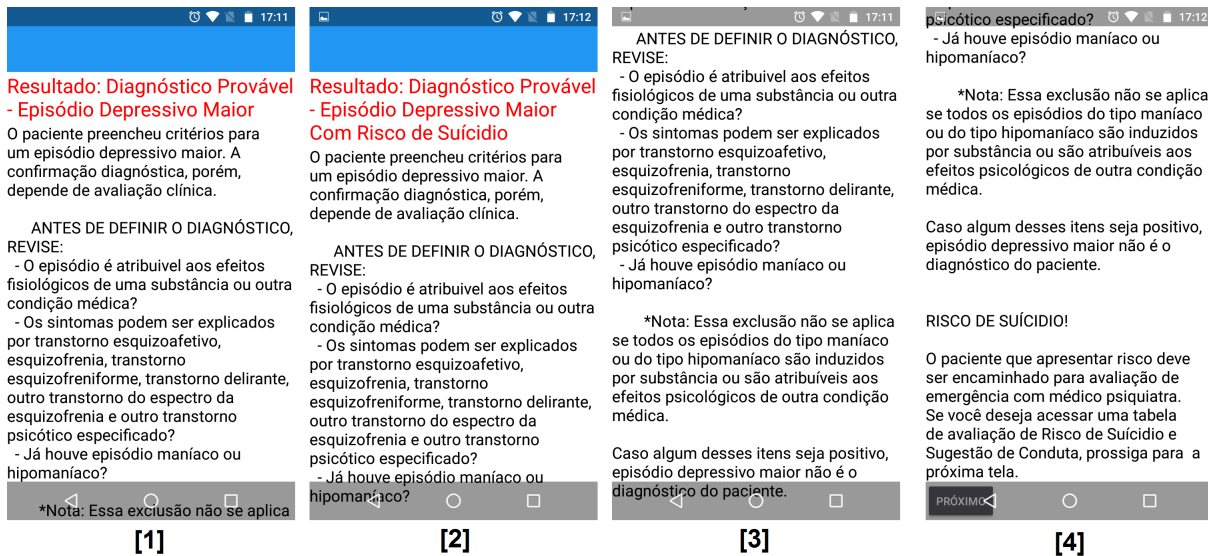 17:11
Resultado: Diagnóstico Provável
- Episódio Depressivo Maior
O paciente preencheu critérios para
um episódio depressivo maior. A
confirmação diagnóstica, porém,
depende de avaliação clínica.
ANTES DE DEFINIR O DIAGNÓSTICO,
REVISE:
- O episódio é atribuivel aos efeitos
fisiológicos de uma substância ou outra
condição médica?
- Os sintomas podem ser explicados
por transtorno esquizoafetivo,
esquizofrenia, transtorno
esquizofreniforme, transtorno delirante,
outro transtorno do espectro da
esquizofrenia e outro transtorno
psicótico especificado?
- Já houve episódio maníaco ou
hipomaníaco?
*Nota: Essa exclusão não se aplica
[1]
17:12
Resultado: Diagnóstico Provável
- Episódio Depressivo Maior
Com Risco de Suícidio
O paciente preencheu critérios para
um episódio depressivo maior. A
confirmação diagnóstica, porém,
depende de avaliação clínica.
ANTES DE DEFINIR O DIAGNÓSTICO,
REVISE:
- O episódio é atribuivel aos efeitos
fisiológicos de uma substância ou outra
condição médica?
- Os sintomas podem ser explicados
por transtorno esquizoafetivo,
esquizofrenia, transtorno
esquizofreniforme, transtorno delirante,
outro transtorno do espectro da
esquizofrenia e outro transtorno
psicótico especificado?
- Já houve episódio maníaco ou
hipomaníaco?
[2]
17:11
ANTES DE DEFINIR O DIAGNÓSTICO,
REVISE:
- O episódio é atribuivel aos efeitos
fisiológicos de uma substância ou outra
condição médica?
- Os sintomas podem ser explicados
por transtorno esquizoafetivo,
esquizofrenia, transtorno
esquizofreniforme, transtorno delirante,
outro transtorno do espectro da
esquizofrenia e outro transtorno
psicótico especificado?
- Já houve episódio maníaco ou
hipomaníaco?
*Nota: Essa exclusão não se aplica
se todos os episódios do tipo maníaco
ou do tipo hipomaníaco são induzidos
por substância ou são atribuíveis aos
efeitos psicológicos de outra condição
médica.
Caso algum desses itens seja positivo,
episódio depressivo maior não é o
diagnóstico do paciente.
[3]
psicótico especificado? 17:12
- Já houve episódio maníaco ou
hipomaníaco?
*Nota: Essa exclusão não se aplica
se todos os episódios do tipo maníaco
ou do tipo hipomaníaco são induzidos
por substância ou são atribuíveis aos
efeitos psicológicos de outra condição
médica.
Caso algum desses itens seja positivo,
episódio depressivo maior não é o
diagnóstico do paciente.
RISCO DE SUÍCIDIO!
O paciente que apresentar risco deve
ser encaminhado para avaliação de
emergência com médico psiquiatra.
Se você deseja acessar uma tabela
de avaliação de Risco de Suícidio e
Sugestão de Conduta, prossiga para a
próxima tela.
PRÓXIMO
[4]